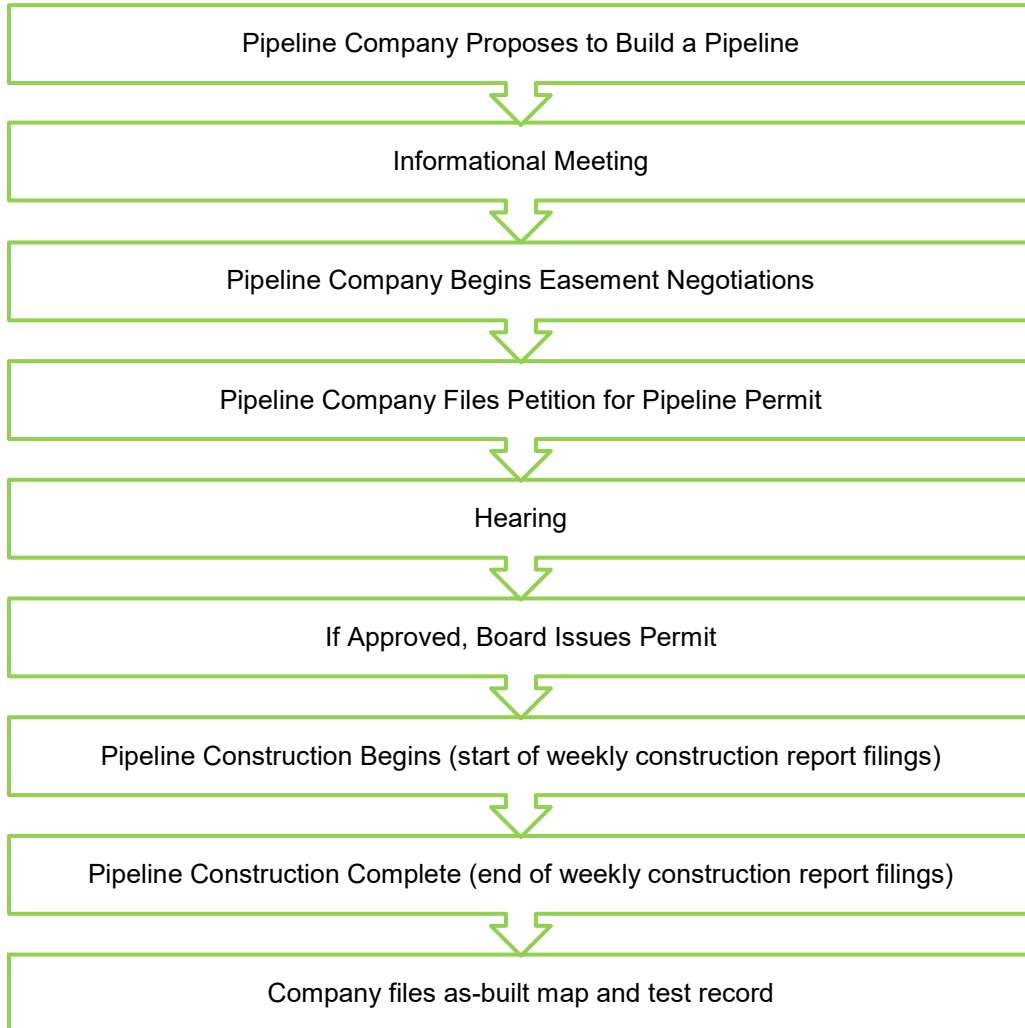 Pipeline Company Proposes to Build a Pipeline
Informational Meeting
Pipeline Company Begins Easement Negotiations
Pipeline Company Files Petition for Pipeline Permit
Hearing
If Approved, Board Issues Permit
Pipeline Construction Begins (start of weekly construction report filings)
Pipeline Construction Complete (end of weekly construction report filings)
Company files as-built map and test record